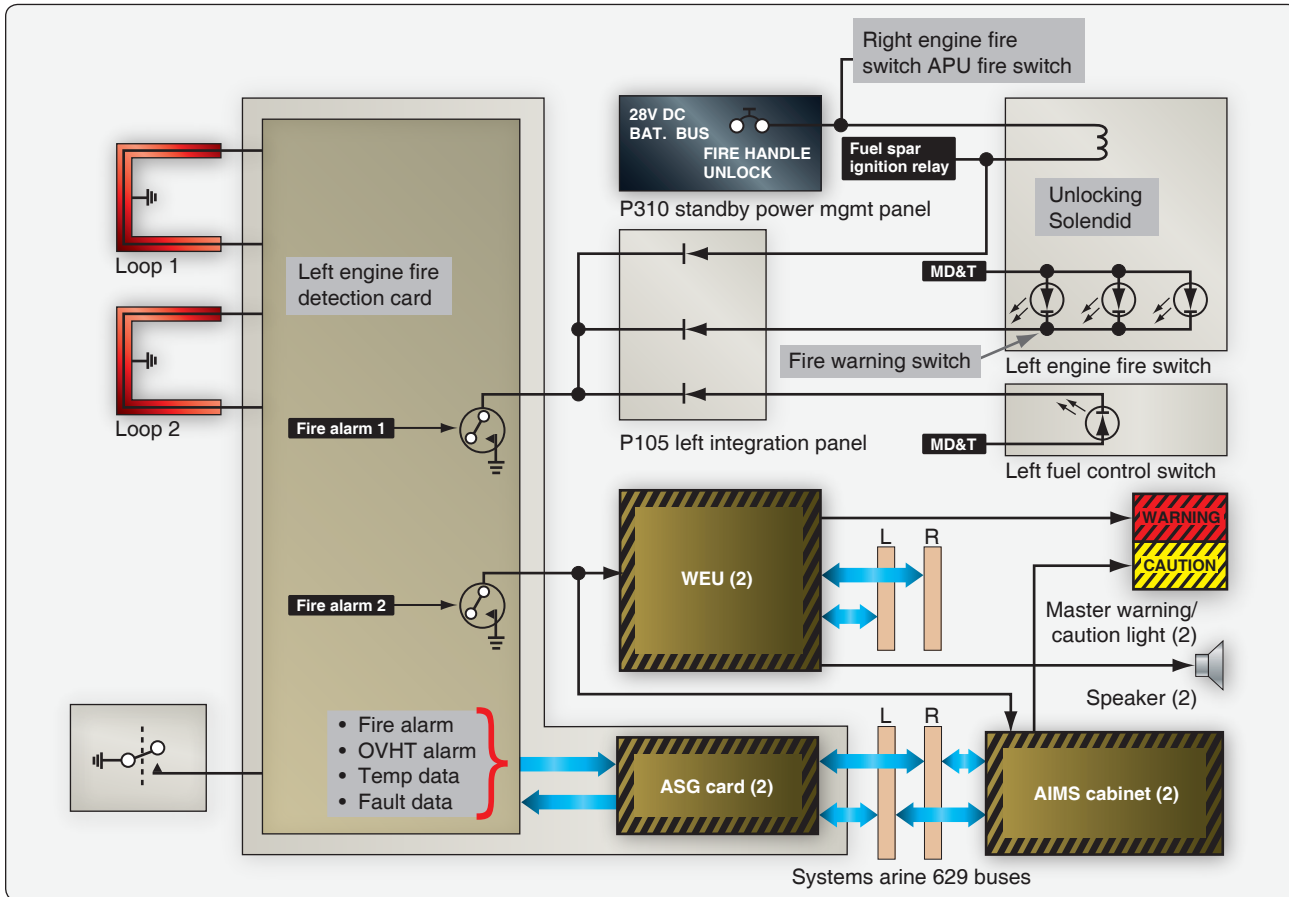 Right engine fire
switch APU fire switch
28V DC
BAT. BUS
FIRE HANDLE
UNLOCK
Fuel spar
ignition relay
P310 standby power mgmt panel
Unlocking
Solendid
Loop 1
Left engine fire
detection card
MD&T
Fire warning switch
Left engine fire switch
Loop 2
Fire alarm 1
P105 left integration panel
MD&T
Left fuel control switch
WEU (2)
L R
WARNING
CAUTION
Fire alarm 2
Master warning/
caution light (2)
Speaker (2)
• Fire alarm
• OVHT alarm
• Temp data
• Fault data
ASG card (2)
L R
AIMS cabinet (2)
Systems arine 629 buses